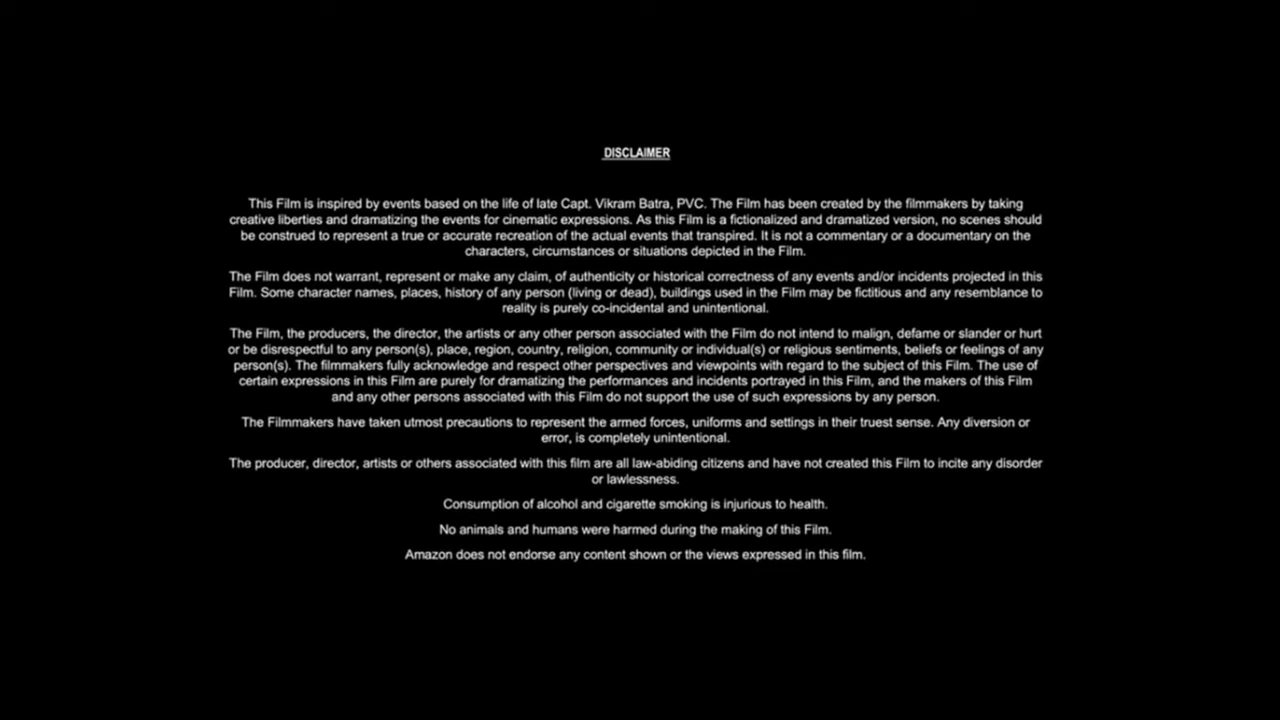 DISCLAIMER
This Film is inspired by events based on the life of late Capt. Vikram Batra, PVC. The Film has been created by the filmmakers by taking
creative liberties and dramatizing the events for cinematic expressions. As this Film is a fictionalized and dramatized version, no scenes should
be construed to represent a true or accurate recreation of the actual events that transpired. It is not a commentary or a documentary on the
characters, circumstances or situations depicted in the Film.
The Film does not warrant, represent or make any claim, of authenticity or historical correctness of any events and/or incidents projected in this
Film. Some character names, places, history of any person (living or dead), buildings used in the Film may be fictitious and any resemblance to
reality is purely co-incidental and unintentional.
The Film, the producers, the director, the artists or any other person associated with the Film do not intend to malign, defame or slander or hurt
or be disrespectful to any person(s), place, region, country, religion, community or individual(s) or religious sentiments, beliefs or feelings of any
person(s). The filmmakers fully acknowledge and respect other perspectives and viewpoints with regard to the subject of this Film. The use of
certain expressions in this Film are purely for dramatizing the performances and incidents portrayed in this Film, and the makers of this Film
and any other persons associated with this Film do not support the use of such expressions by any person.
The Filmmakers have taken utmost precautions to represent the armed forces, uniforms and settings in their truest sense. Any diversion or
error, is completely unintentional.
The producer, director, artists or others associated with this film are all law-abiding citizens and have not created this Film to incite any disorder
or lawlessness.
Consumption of alcohol and cigarette smoking is injurious to health.
No animals and humans were harmed during the making of this Film.
Amazon does not endorse any content shown or the views expressed in this film.